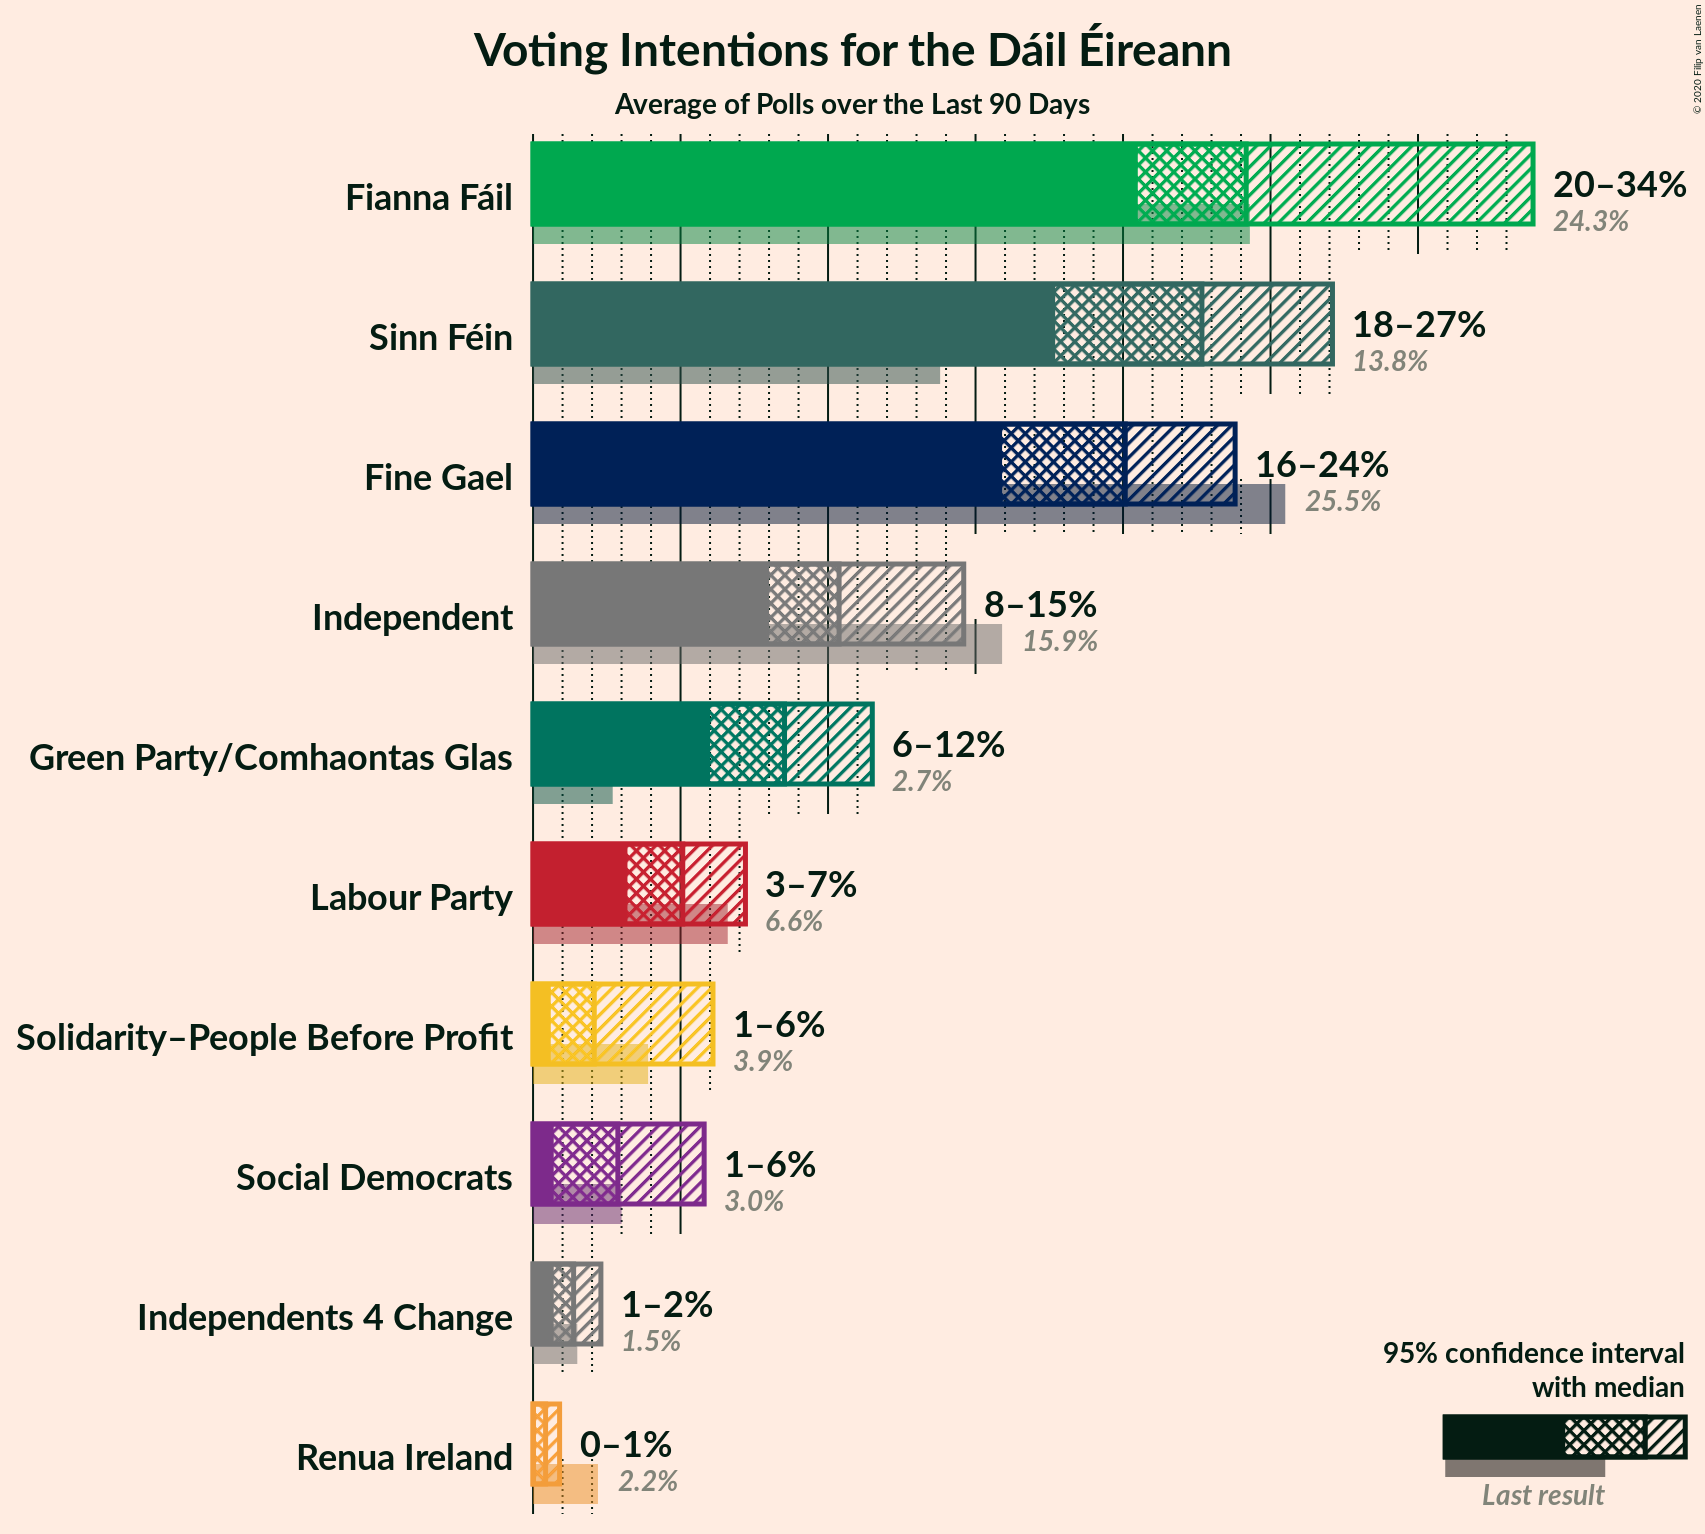 Voting Intentions for the Dáil Éireann
Average of Polls over the Last 90 Days
© 2020 Filip van Laenen
Fianna Fáil
20–34%
24.3%
Sinn Féin
18–27%
13.8%
Fine Gael
16–24%
25.5%
Independent
8–15%
15.9%
Green Party/Comhaontas Glas
6–12%
2.7%
Labour Party
3–7%
6.6%
Solidarity–People Before Profit
1–6%
3.9%
Social Democrats
1–6%
3.0%
Independents 4 Change
1–2%
1.5%
Renua Ireland
0–1%
2.2%
95% confidence interval
with median
Last result